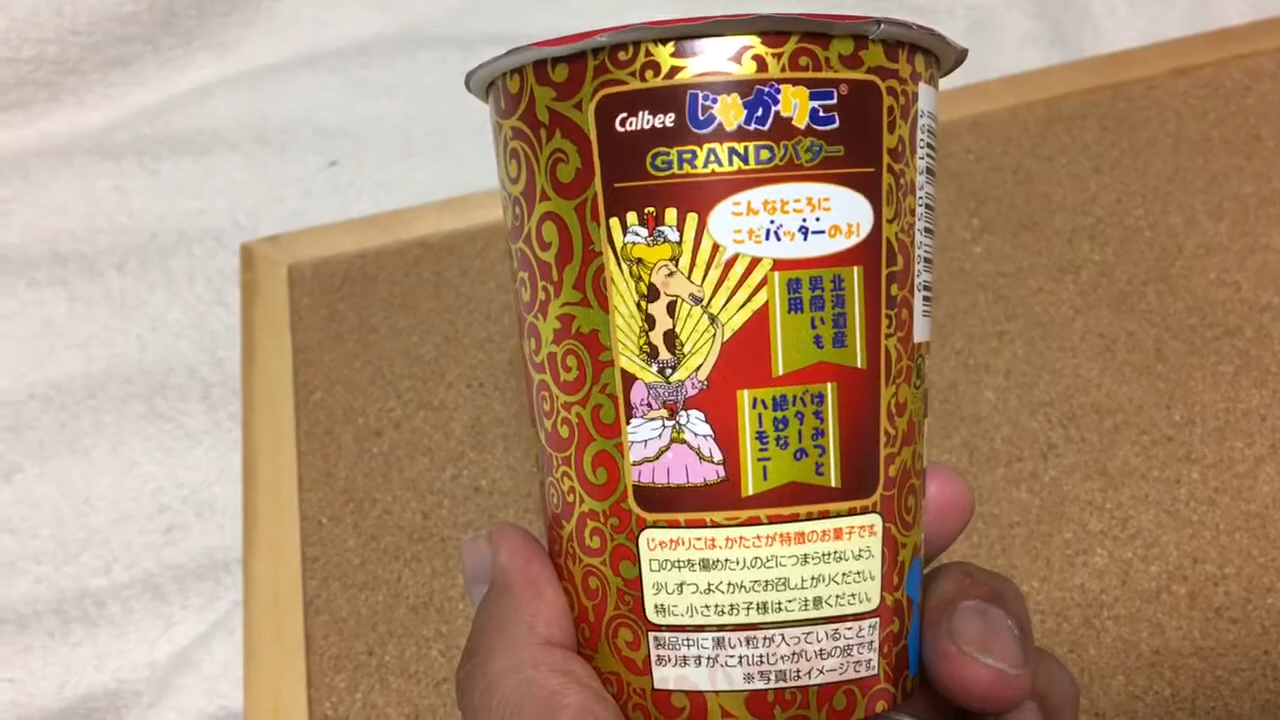 Calbee じゃがりこ®
GRANDバター
こんなところに
こだバッターのよ!
北海道産
男爵いも
使用
はちみつと
バターの
絶妙な
ハーモニー
じゃがりこは、かたさが特徴のお菓子です。
口の中を傷めたり、のどにつまらせないよう、
少しずつ、よくかんでお召し上がりください。
特に、小さなお子様はご注意ください。
製品中に黒い粒が入っていることが
ありますが、これはじゃがいもの皮です。
※写真はイメージです。
4901330575649